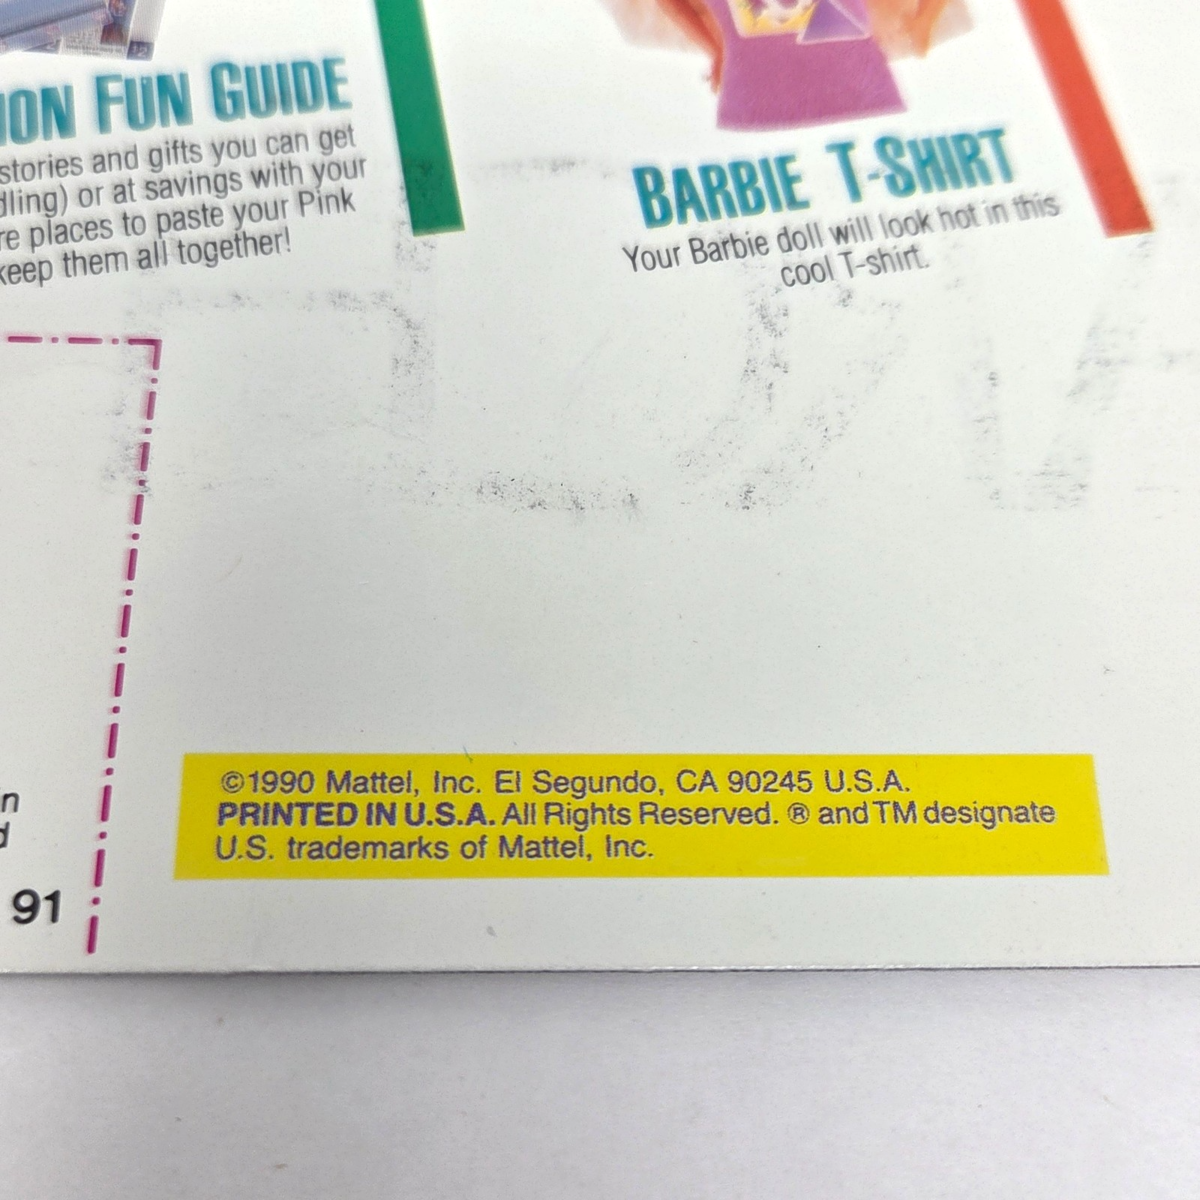 ION FUN GUIDE
stories and gifts you can get
dling) or at savings with your
re places to paste your Pink
keep them all together!
BARBIE T-SHIRT
Your Barbie doll will look hot in this
cool T-shirt.
n
d
91
©1990 Mattel, Inc. El Segundo, CA 90245 U.S.A.
PRINTED IN U.S.A. All Rights Reserved. ® and TM designate
U.S. trademarks of Mattel, Inc.